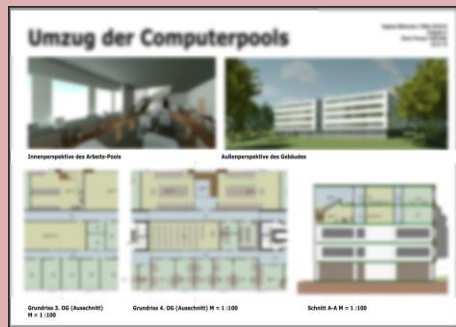 Umzug der Computerpools
Innenperspektive des Arbeits-Pools
Außenperspektive des Gebäudes
Grundriss 3. OG (Ausschnitt)
M = 1 :100
Grundriss 4. OG (Ausschnitt) M = 1 :100
Schnitt A-A M = 1 :100